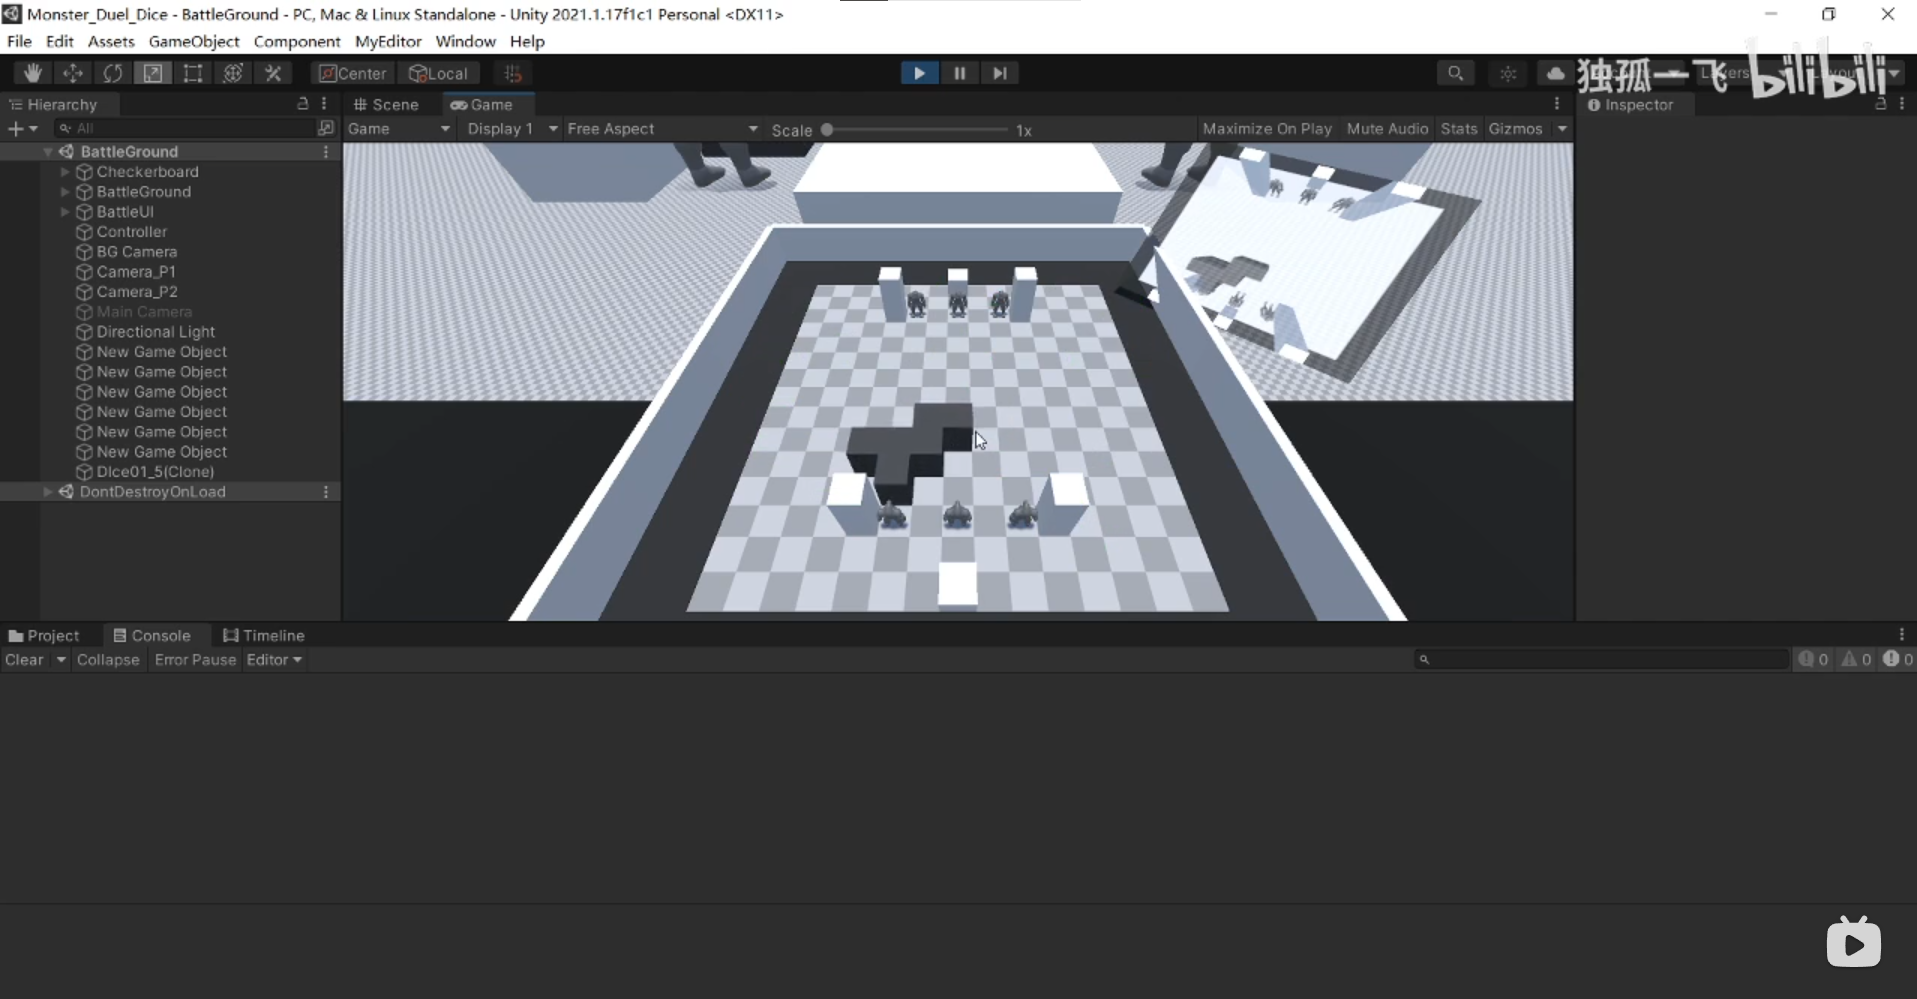 Monster_Duel_Dice - BattleGround - PC, Mac & Linux Standalone - Unity 2021.1.17f1c1 Personal <DX11>
File Edit Assets GameObject Component MyEditor Window Help
Center Local
独孤一飞 bilibili
Hierarchy
Scene Game
Inspector
All
Game Display 1 Free Aspect Scale 1x Maximize On Play Mute Audio Stats Gizmos
BattleGround
Checkerboard
BattleGround
BattleUI
Controller
BG Camera
Camera_P1
Camera_P2
Main Camera
Directional Light
New Game Object
New Game Object
New Game Object
New Game Object
New Game Object
New Game Object
DIce01_5(Clone)
DontDestroyOnLoad
Project Console Timeline
Clear Collapse Error Pause Editor 0 0 0